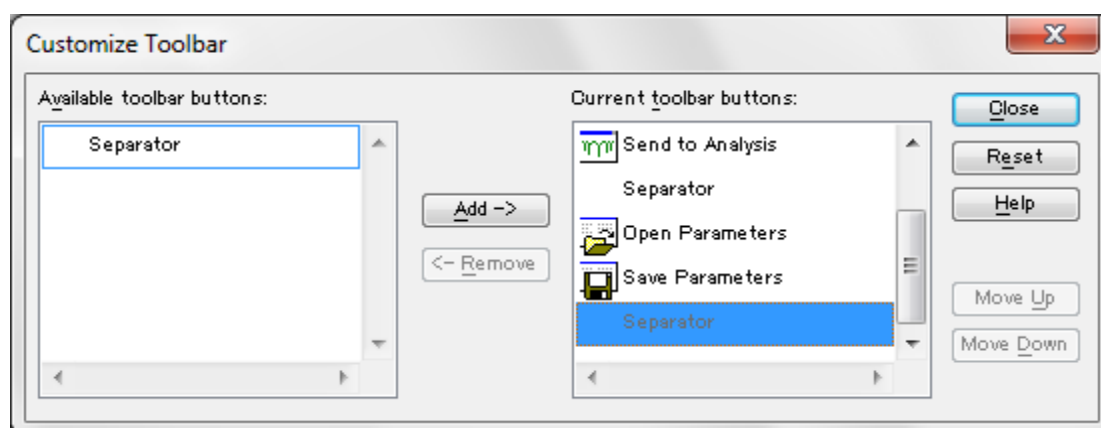 Customize Toolbar
Available toolbar buttons:
Separator
Add ->
<- Remove
Current toolbar buttons:
Send to Analysis
Separator
Open Parameters
Save Parameters
Separator
Close
Reset
Help
Move Up
Move Down